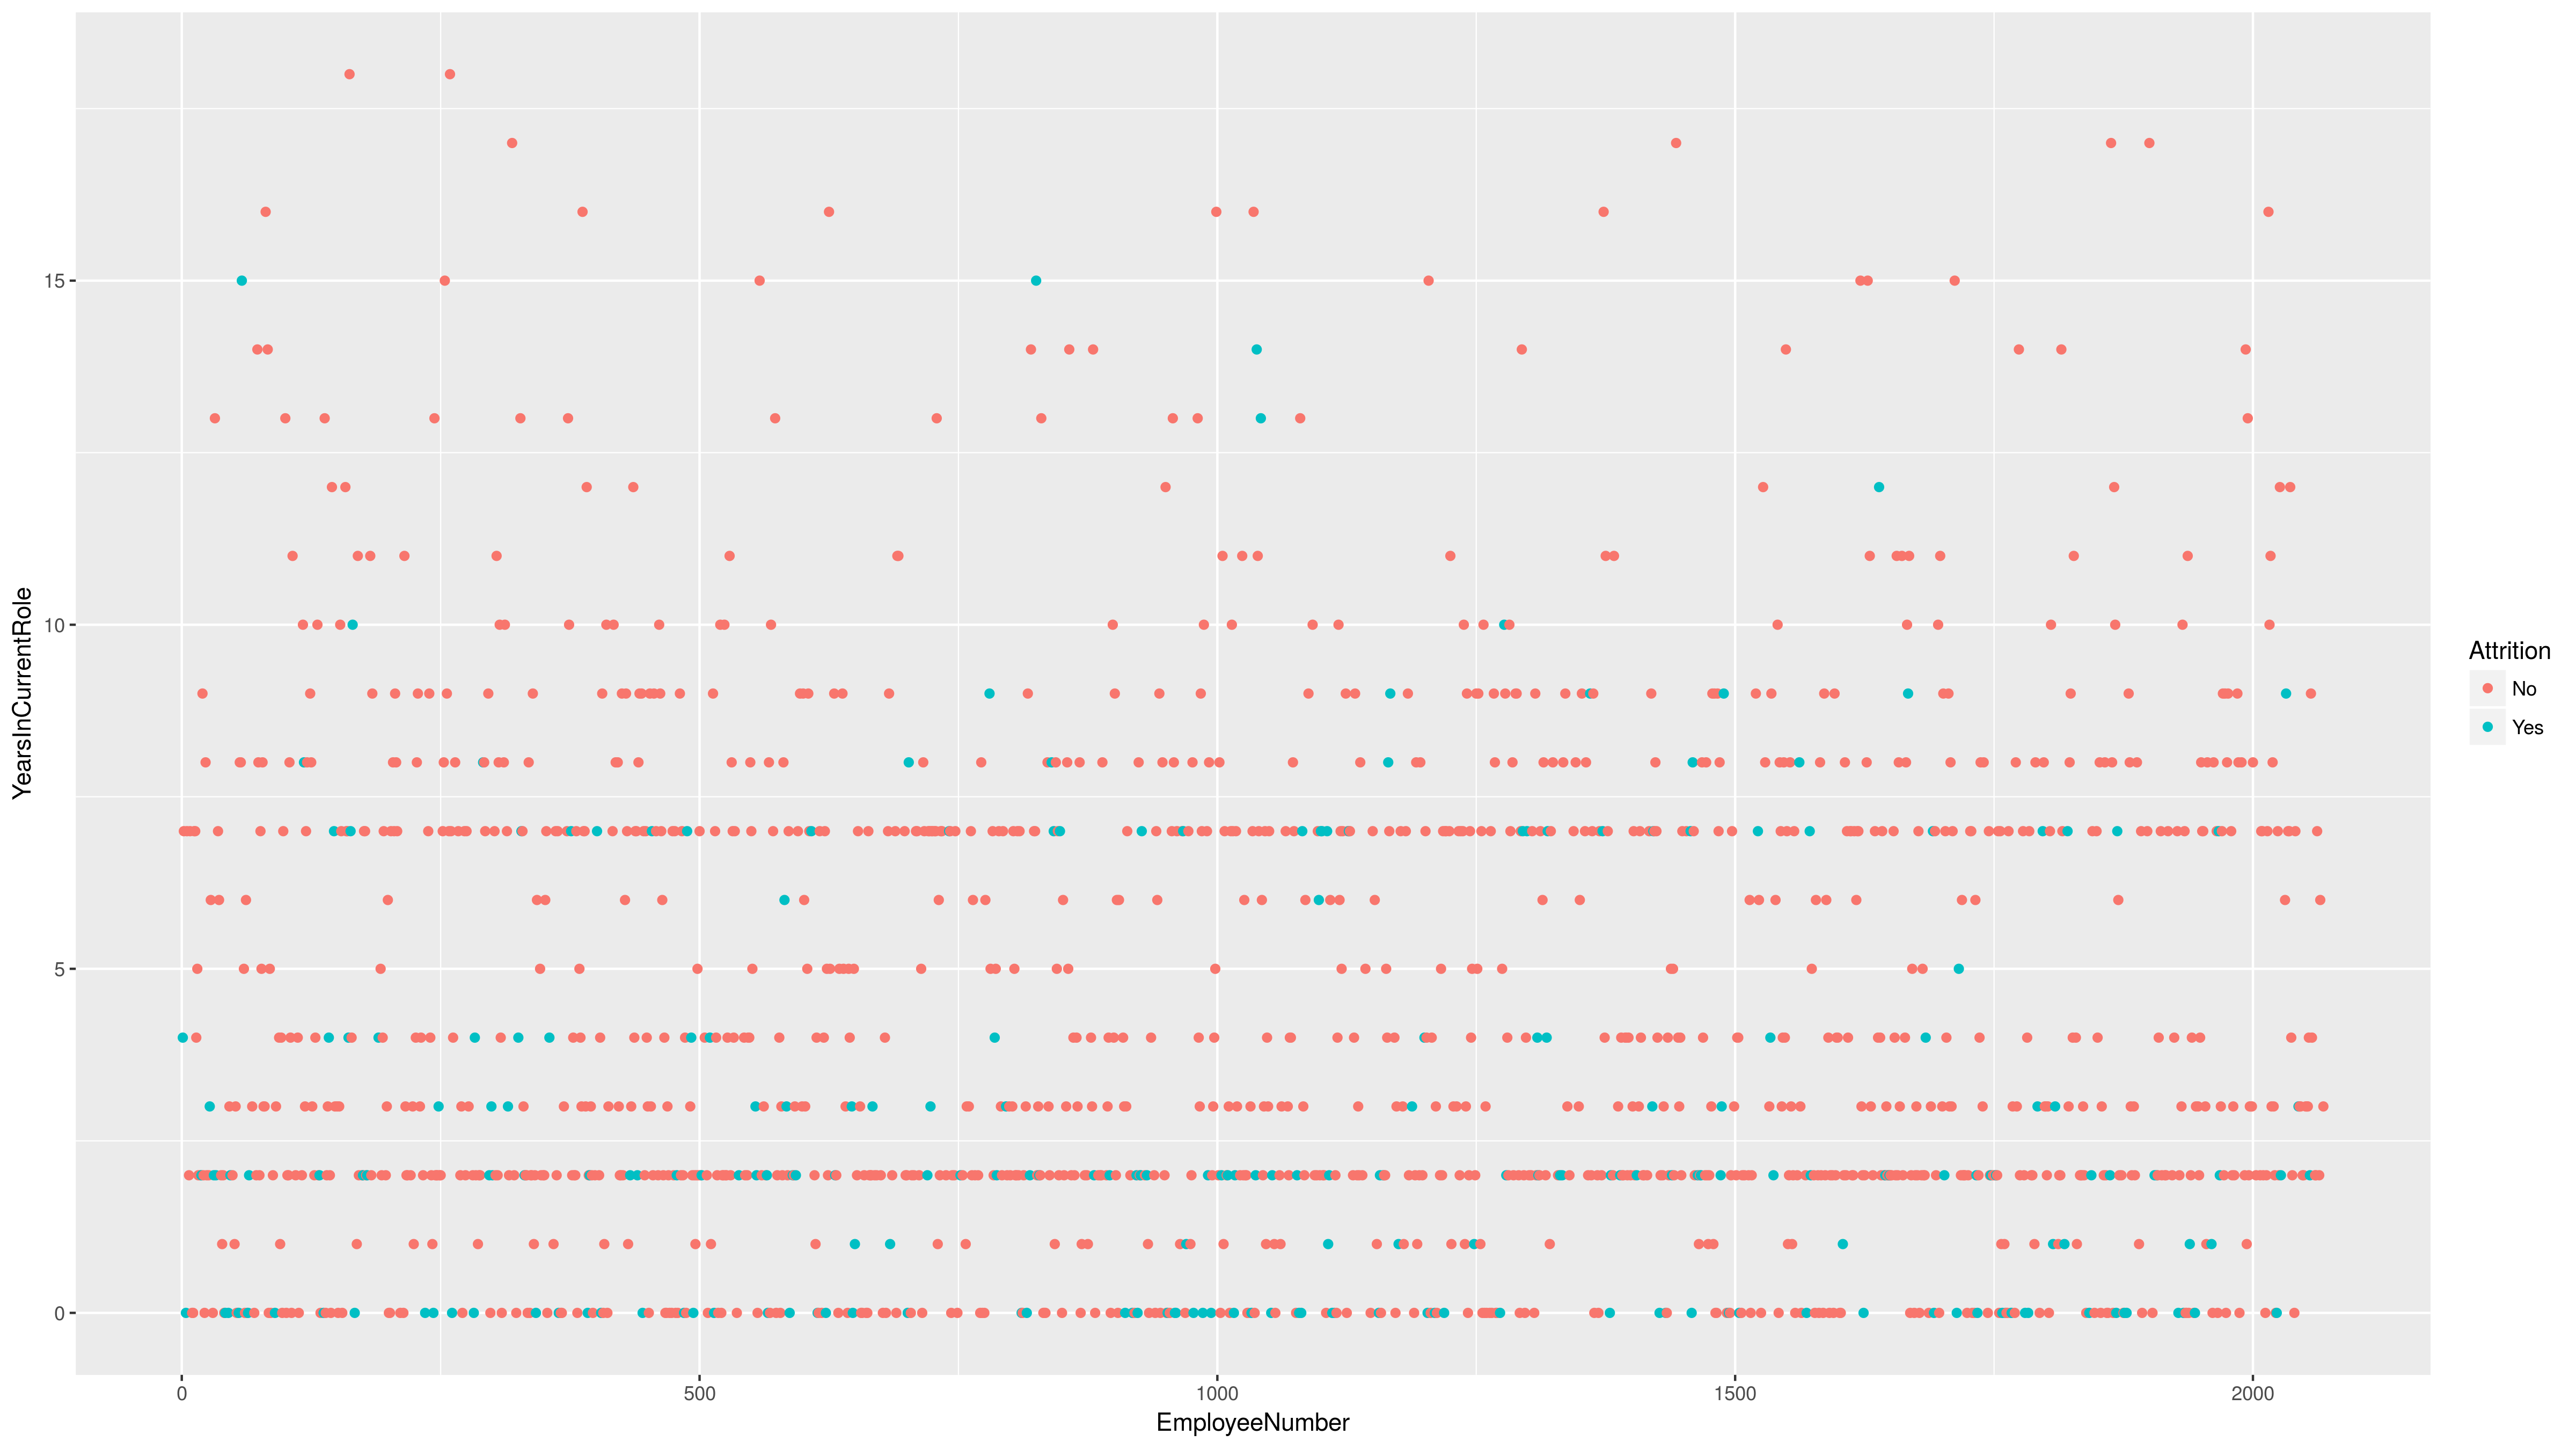 YearsInCurrentRole
15
10
5
0
0 500 1000 1500 2000
EmployeeNumber
Attrition
No
Yes